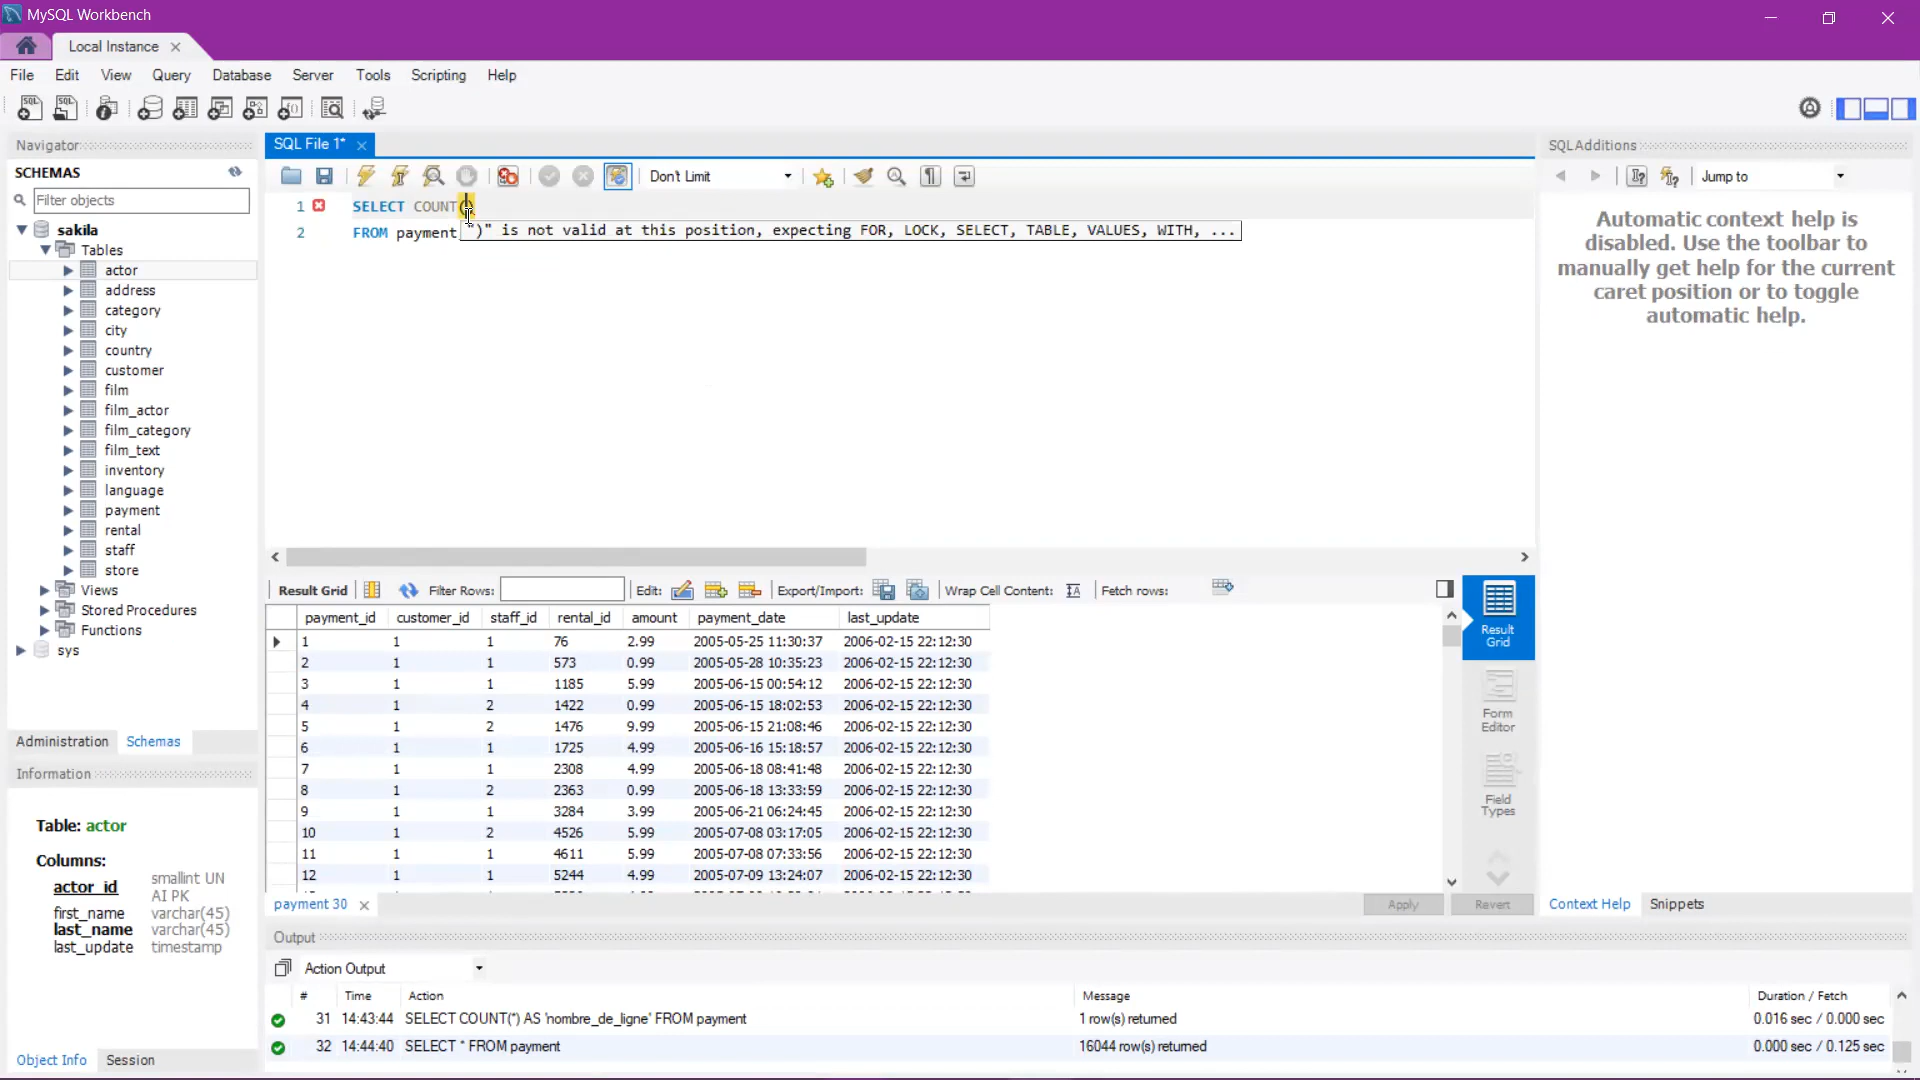 MySQL Workbench
Local Instance
File Edit View Query Database Server Tools Scripting Help
Navigator
SCHEMAS
Filter objects
sakila
Tables
actor
address
category
city
country
customer
film
film_actor
film_category
film_text
inventory
language
payment
rental
staff
store
Views
Stored Procedures
Functions
sys
Administration Schemas
Information
Table: actor
Columns:
actor_id smallint UN AI PK
first_name varchar(45)
last_name varchar(45)
last_update timestamp
Object Info Session
SQL File 1*
Don't Limit
1 SELECT COUNT()
2 FROM payment
")" is not valid at this position, expecting FOR, LOCK, SELECT, TABLE, VALUES, WITH, ...
Result Grid Filter Rows: Edit: Export/Import: Wrap Cell Content: Fetch rows:
payment_id customer_id staff_id rental_id amount payment_date last_update
1 1 1 76 2.99 2005-05-25 11:30:37 2006-02-15 22:12:30
2 1 1 573 0.99 2005-05-28 10:35:23 2006-02-15 22:12:30
3 1 1 1185 5.99 2005-06-15 00:54:12 2006-02-15 22:12:30
4 1 2 1422 0.99 2005-06-15 18:02:53 2006-02-15 22:12:30
5 1 2 1476 9.99 2005-06-15 21:08:46 2006-02-15 22:12:30
6 1 1 1725 4.99 2005-06-16 15:18:57 2006-02-15 22:12:30
7 1 1 2308 4.99 2005-06-18 08:41:48 2006-02-15 22:12:30
8 1 2 2363 0.99 2005-06-18 13:33:59 2006-02-15 22:12:30
9 1 1 3284 3.99 2005-06-21 06:24:45 2006-02-15 22:12:30
10 1 2 4526 5.99 2005-07-08 03:17:05 2006-02-15 22:12:30
11 1 1 4611 5.99 2005-07-08 07:33:56 2006-02-15 22:12:30
12 1 1 5244 4.99 2005-07-09 13:24:07 2006-02-15 22:12:30
Result
Grid
Form
Editor
Field
Types
payment 30
Apply Revert
Output
Action Output
# Time Action Message Duration / Fetch
31 14:43:44 SELECT COUNT(*) AS 'nombre_de_ligne' FROM payment 1 row(s) returned 0.016 sec / 0.000 sec
32 14:44:40 SELECT * FROM payment 16044 row(s) returned 0.000 sec / 0.125 sec
SQLAdditions
Jump to
Automatic context help is
disabled. Use the toolbar to
manually get help for the current
caret position or to toggle
automatic help.
Context Help Snippets